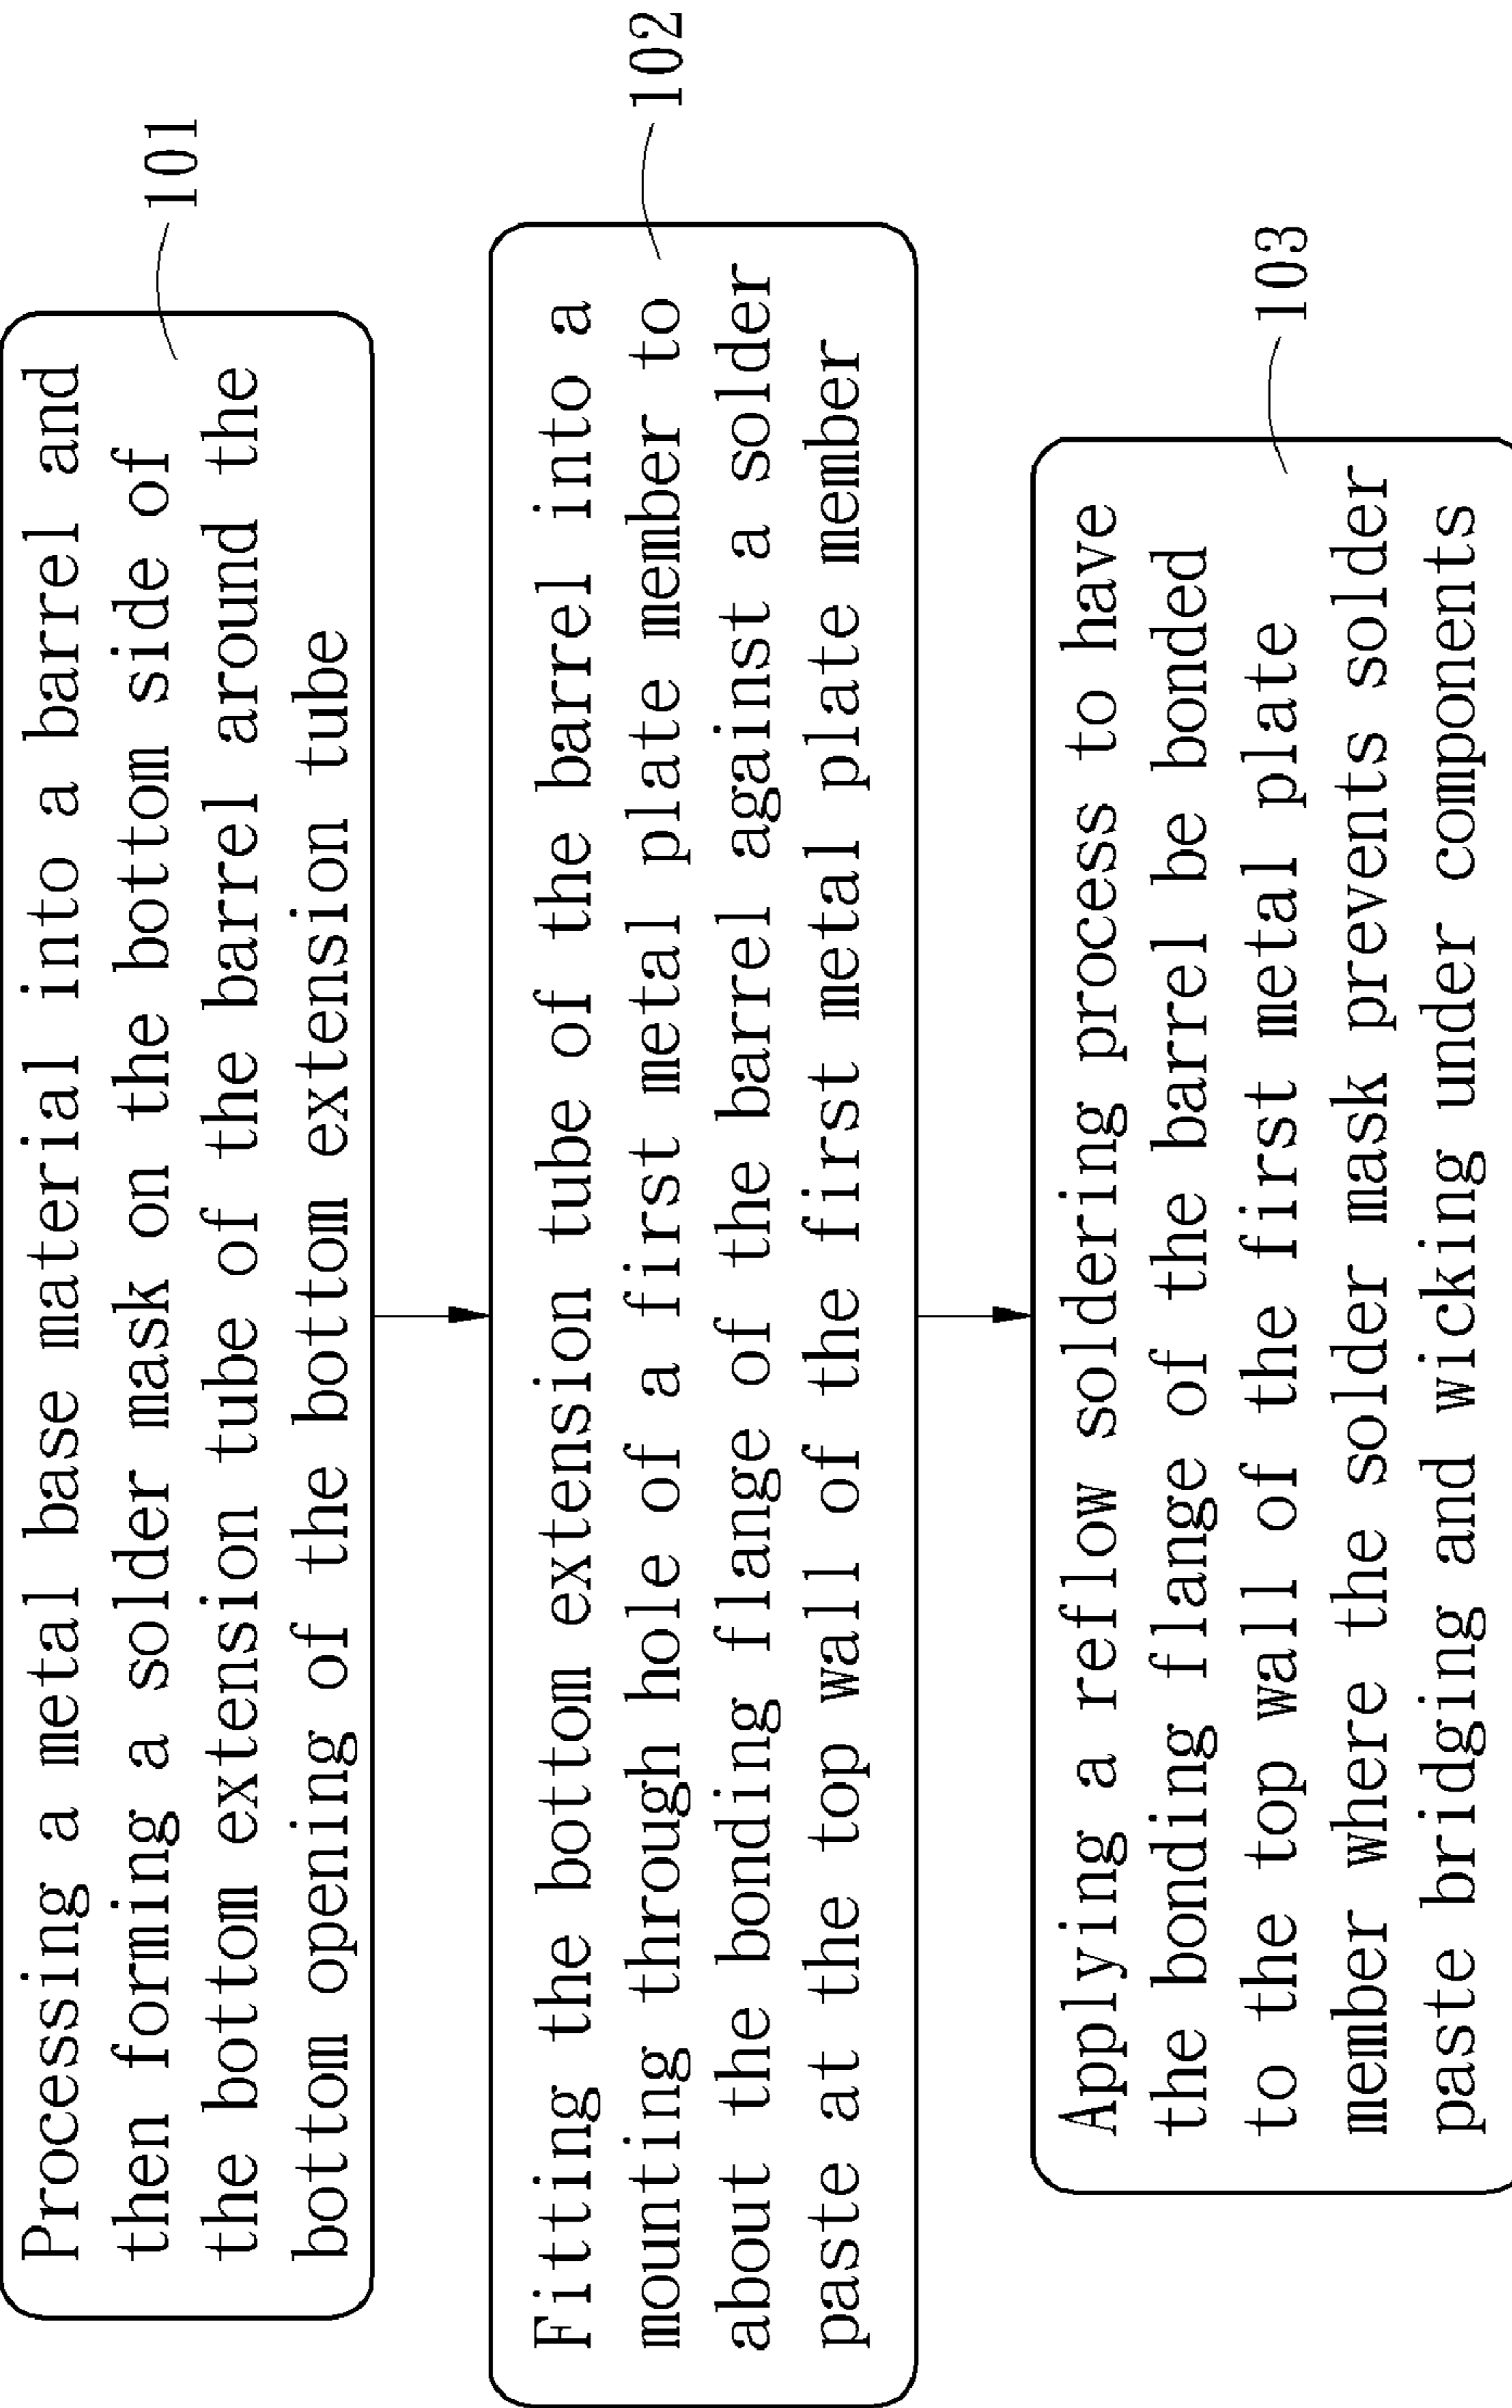 Processing a metal base material into a barrel and
then forming a solder mask on the bottom side of
the bottom extension tube of the barrel around the
bottom opening of the bottom extension tube
101
Fitting the bottom extension tube of the barrel into a
mounting through hole of a first metal plate member to
about the bonding flange of the barrel against a solder
paste at the top wall of the first metal plate member
102
Applying a reflow soldering process to have
the bonding flange of the barrel be bonded
to the top wall of the first metal plate
member where the solder mask prevents solder
paste bridging and wicking under components
103